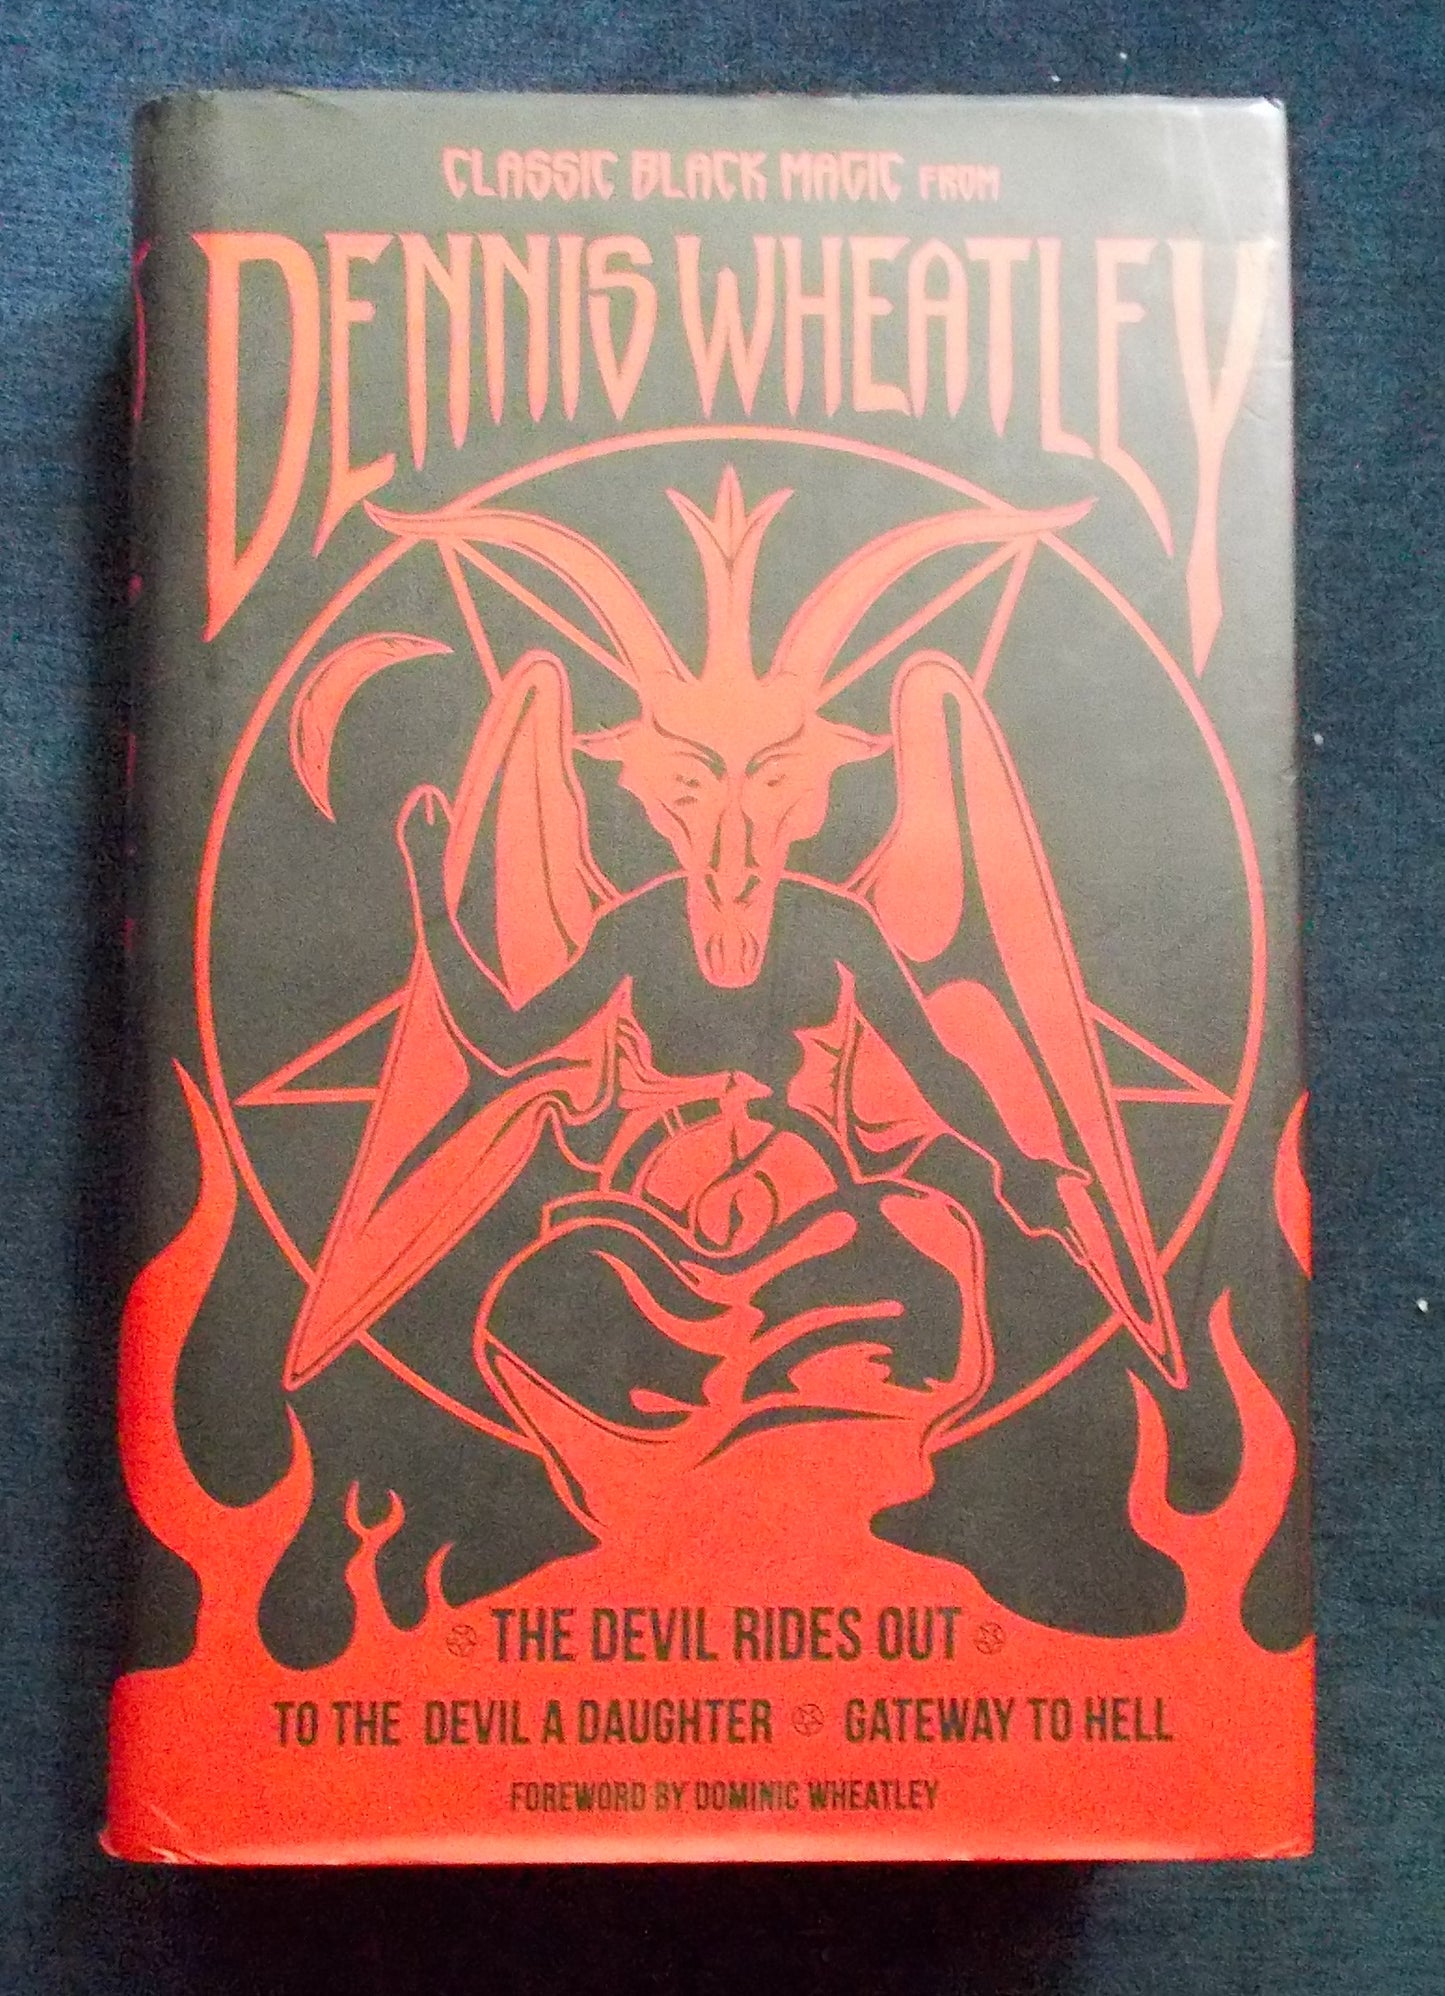 CLASSIC BLACK MAGIC FROM
DENNIS WHEATLEY
THE DEVIL RIDES OUT
TO THE DEVIL A DAUGHTER GATEWAY TO HELL
FOREWORD BY DOMINIC WHEATLEY